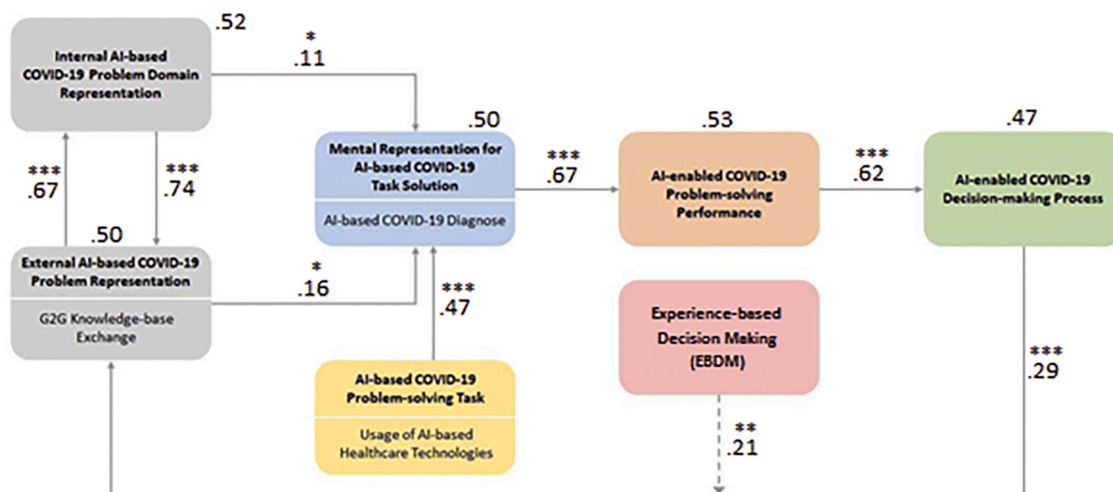 .52
Internal AI-based
COVID-19 Problem Domain
Representation
*
.11
***
.67
***
.74
.50
Mental Representation for
AI-based COVID-19
Task Solution
AI-based COVID-19 Diagnose
***
.67
.53
AI-enabled COVID-19
Problem-solving
Performance
***
.62
.47
AI-enabled COVID-19
Decision-making Process
.50
External AI-based COVID-19
Problem Representation
G2G Knowledge-base
Exchange
*
.16
***
.47
Experience-based
Decision Making
(EBDM)
***
.29
AI-based COVID-19
Problem-solving Task
Usage of AI-based
Healthcare Technologies
**
.21